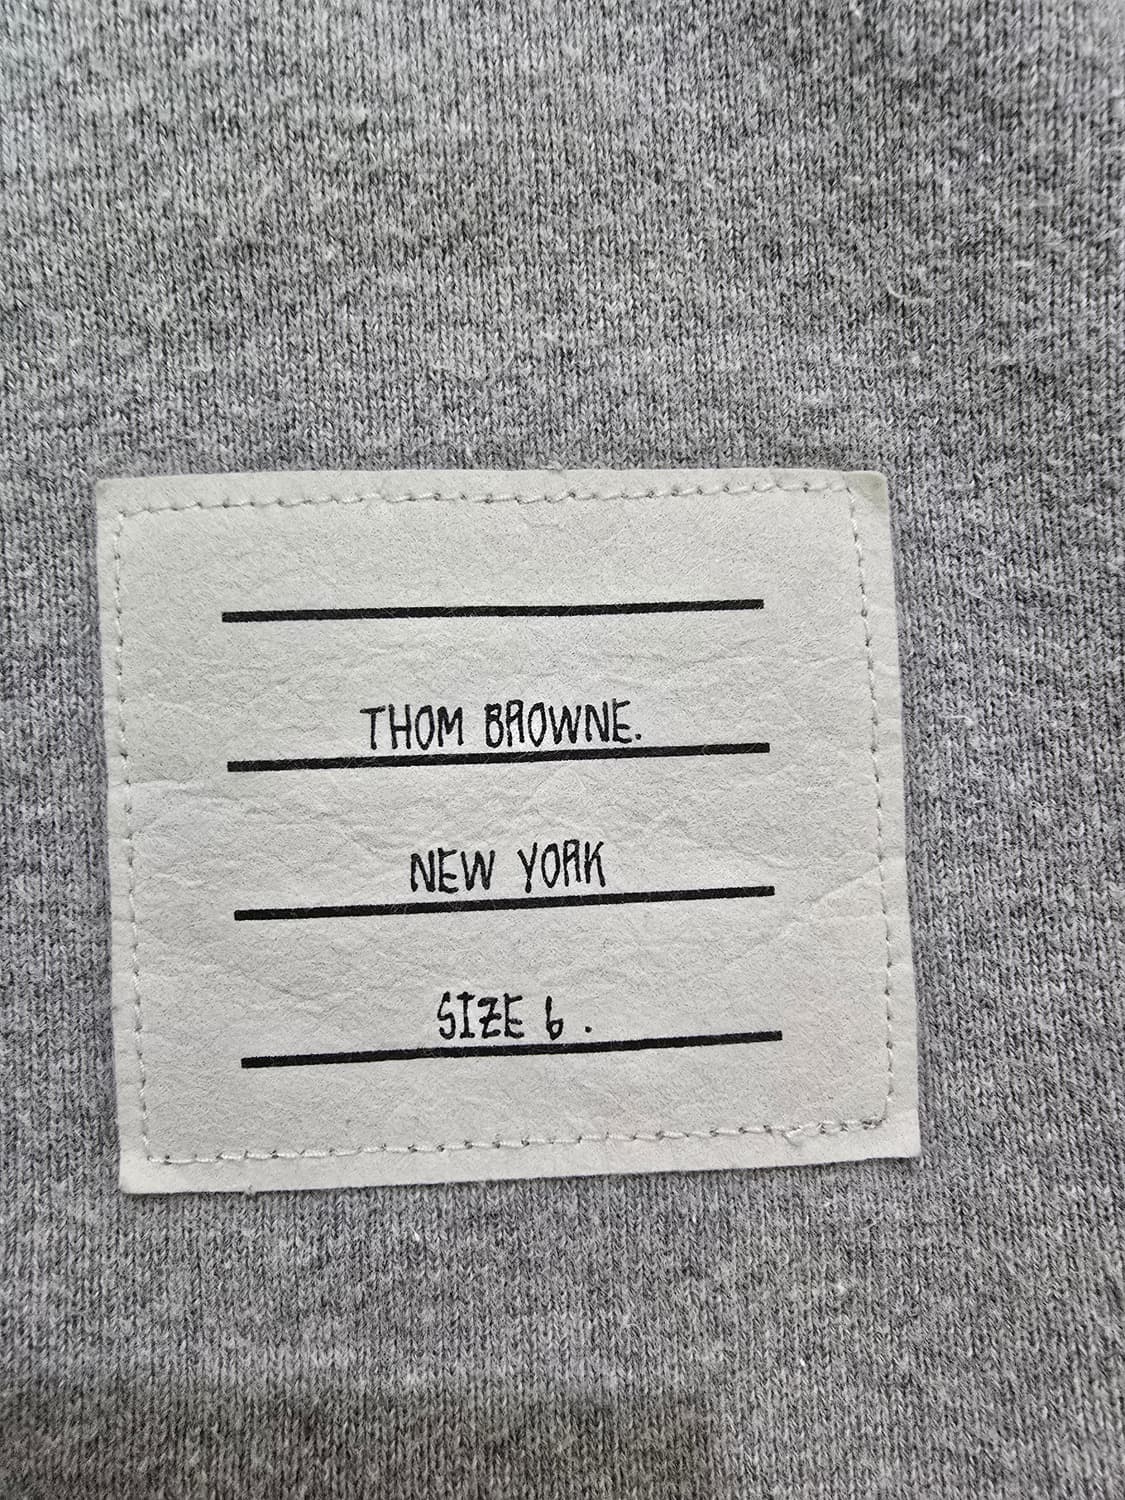 THOM BROWNE.
NEW YORK
SIZE 6 .